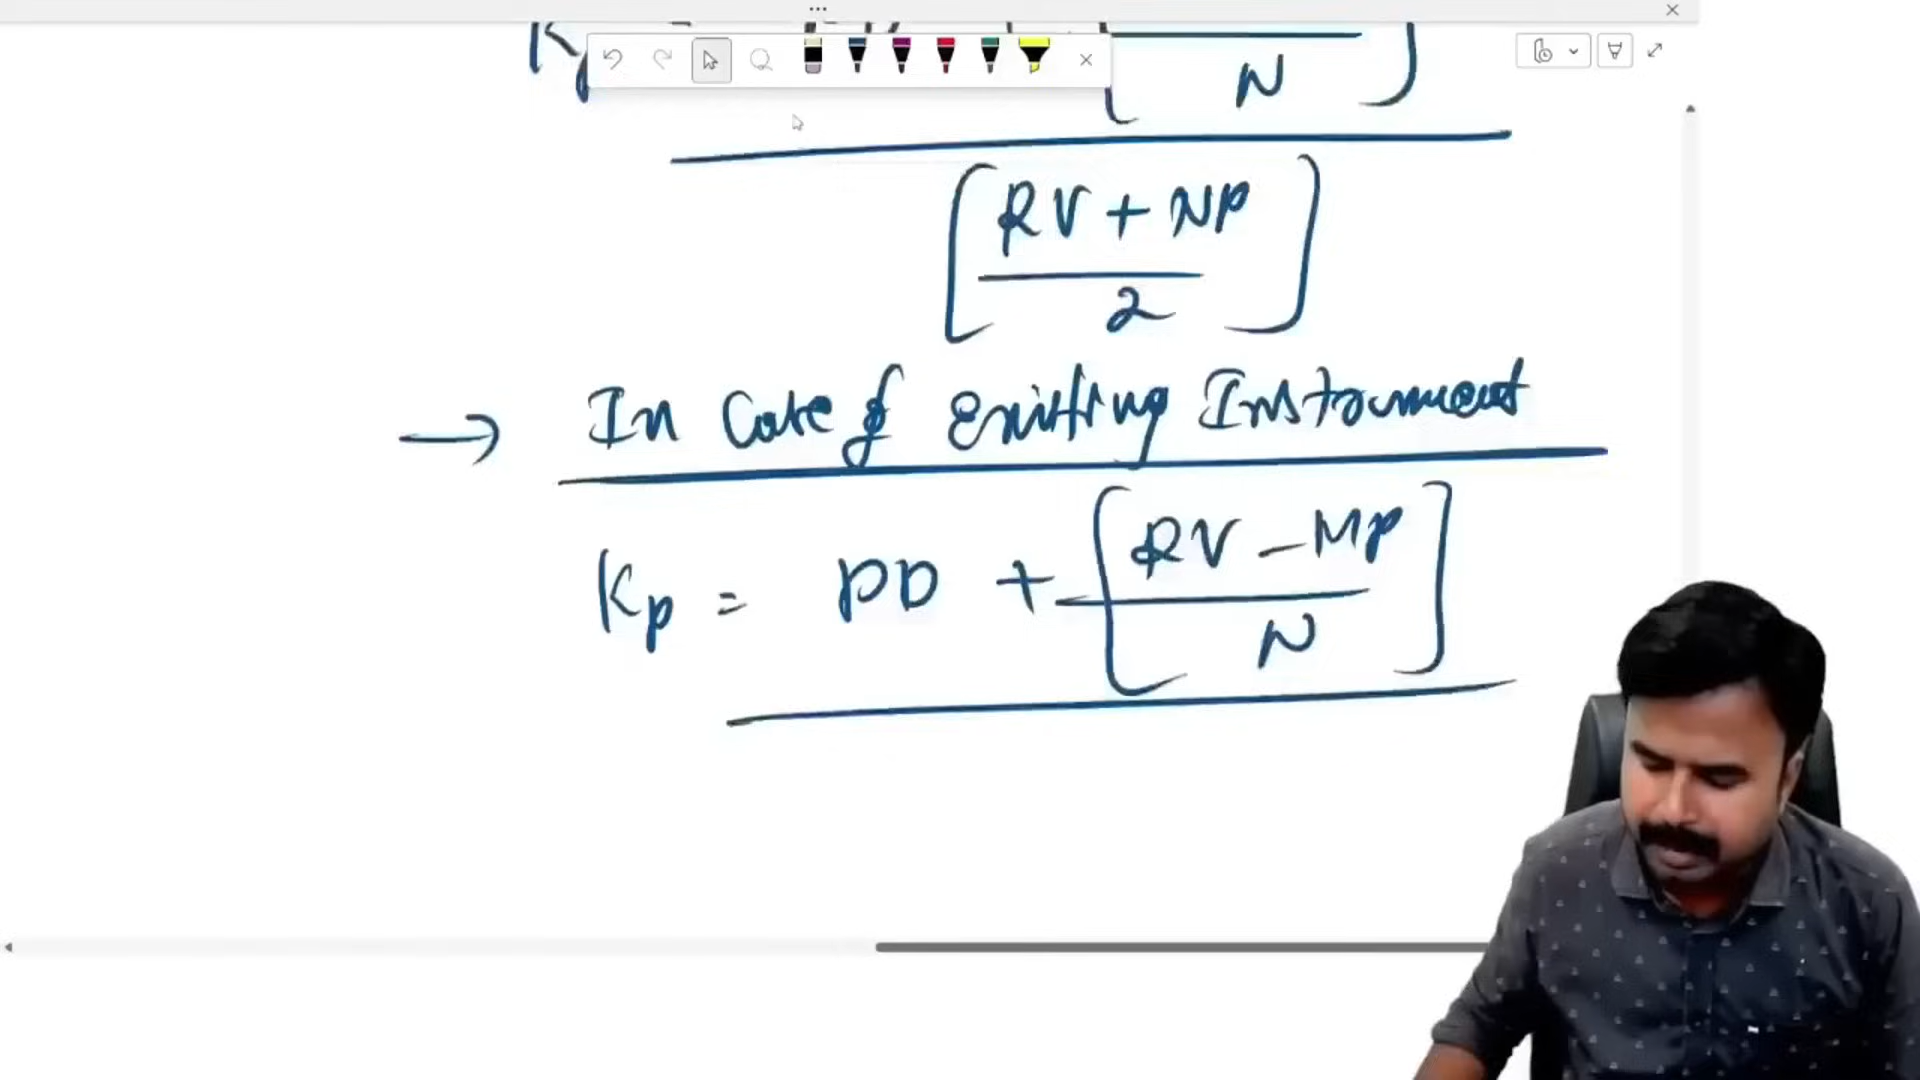 N
[RV + NP
2]
→ In Case of Existing Instrument
Kp = PD + [RV - MP
N]